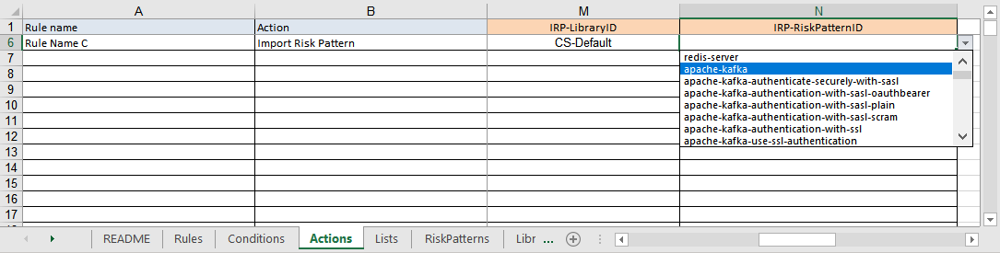 A B M N
1 Rule name Action IRP-LibraryID IRP-RiskPatternID
6 Rule Name C Import Risk Pattern CS-Default
7 redis-server
apache-kafka
8 apache-kafka-authenticate-securely-with-sasl
9 apache-kafka-authentication-with-sasl-oauthbearer
10 apache-kafka-authentication-with-sasl-plain
11 apache-kafka-authentication-with-sasl-scram
12 apache-kafka-authentication-with-ssl
apache-kafka-use-ssl-authentication
13
14
15
16
17
README Rules Conditions Actions Lists RiskPatterns Libr ...